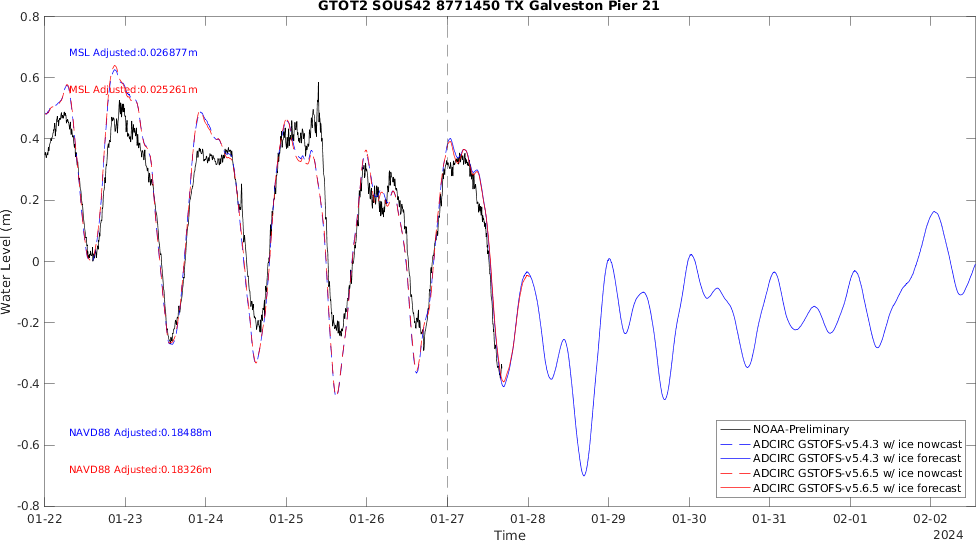 GTOT2 SOUS42 8771450 TX Galveston Pier 21
0.8
0.6
0.4
0.2
0
-0.2
-0.4
-0.6
-0.8
Water Level (m)
MSL Adjusted:0.026877m
MSL Adjusted:0.025261m
NAVD88 Adjusted:0.18488m
NAVD88 Adjusted:0.18326m
NOAA-Preliminary
ADCIRC GSTOFS-v5.4.3 w/ ice nowcast
ADCIRC GSTOFS-v5.4.3 w/ ice forecast
ADCIRC GSTOFS-v5.6.5 w/ ice nowcast
ADCIRC GSTOFS-v5.6.5 w/ ice forecast
01-22 01-23 01-24 01-25 01-26 01-27 01-28 01-29 01-30 01-31 02-01 02-02
2024
Time